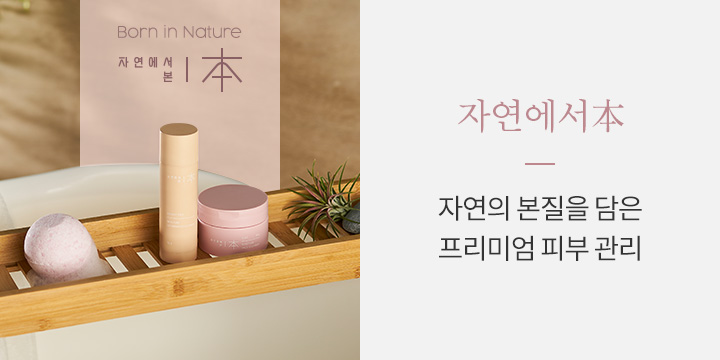 Born in Nature
자연에서
본
本
자연에서本
자연의 본질을 담은
프리미엄 피부 관리